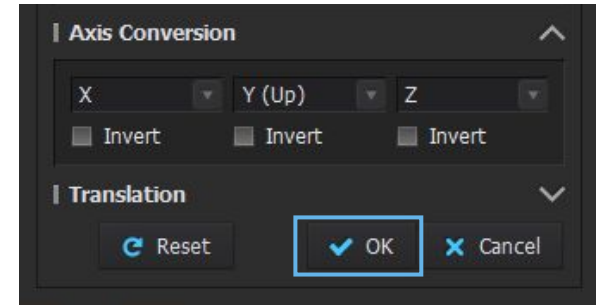 Axis Conversion
X Y (Up) Z
Invert Invert Invert
Translation
Reset OK Cancel